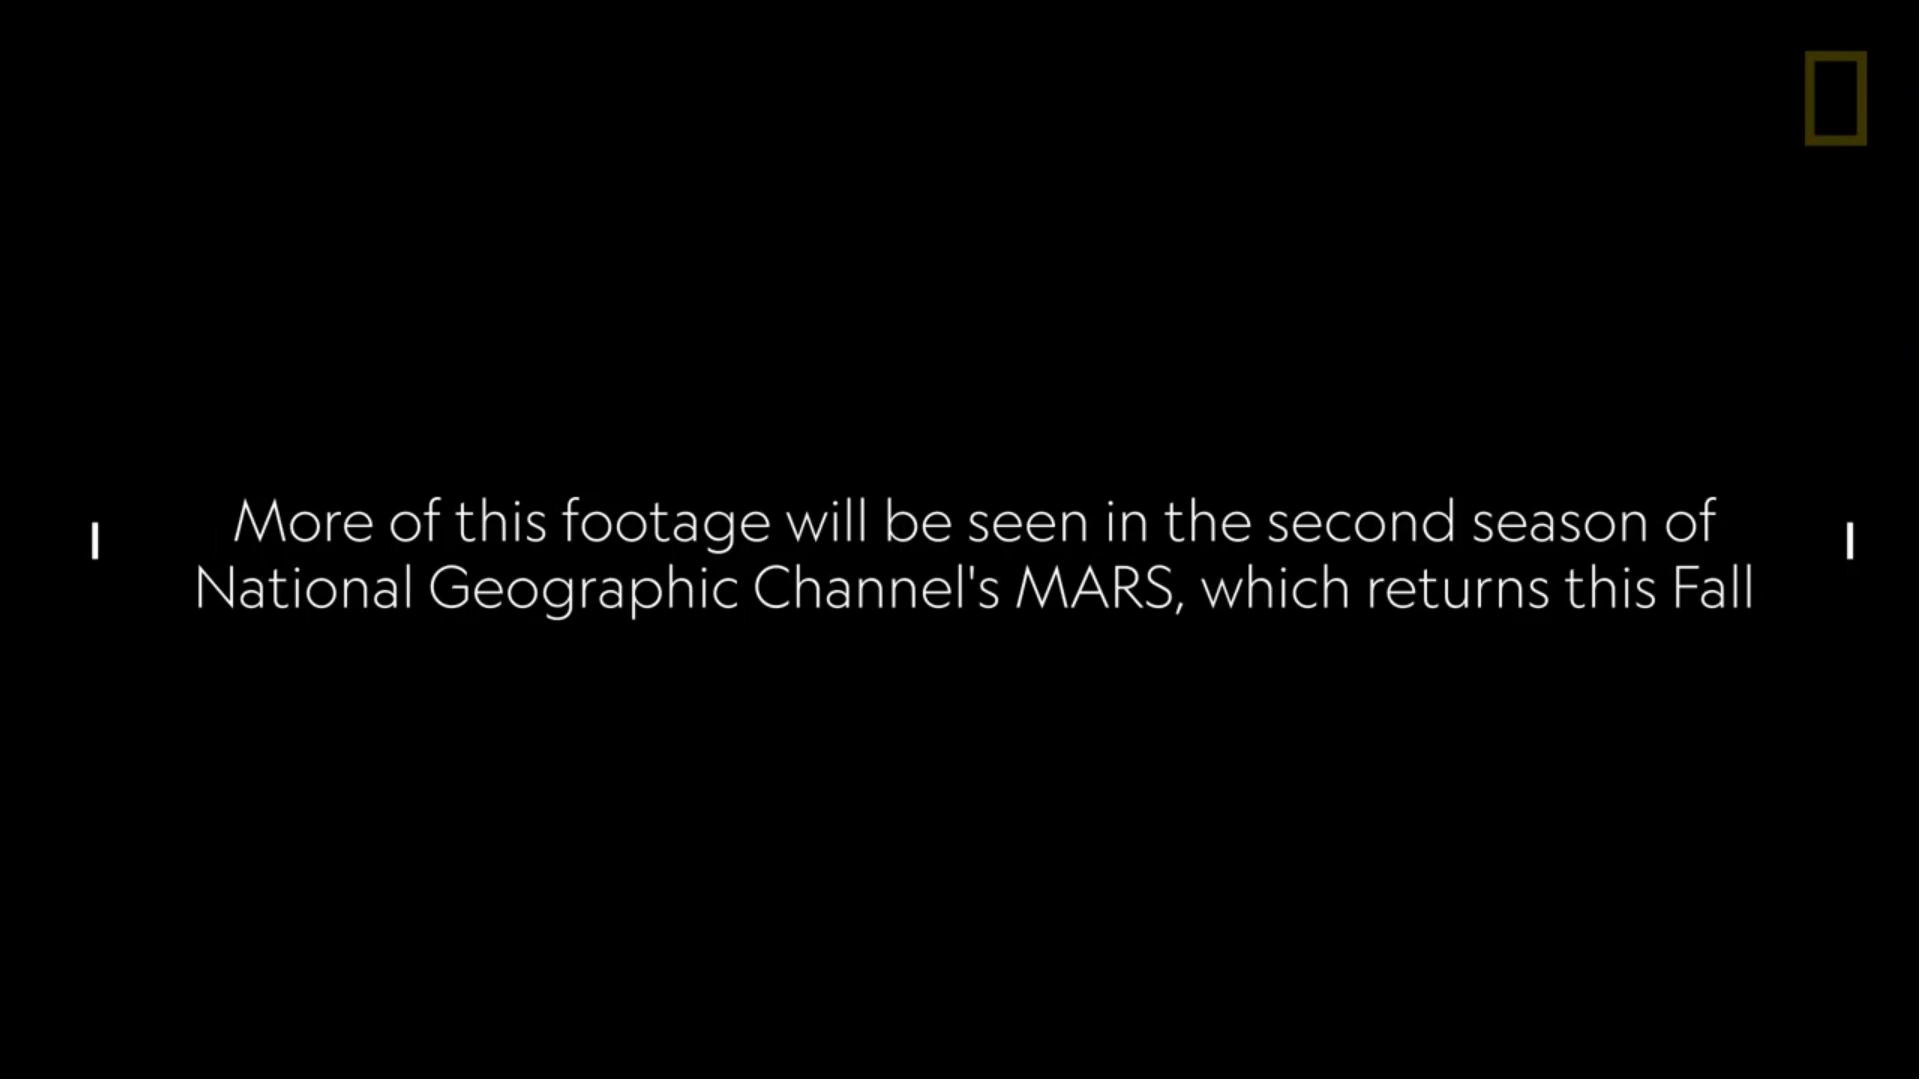 More of this footage will be seen in the second season of
National Geographic Channel's MARS, which returns this Fall